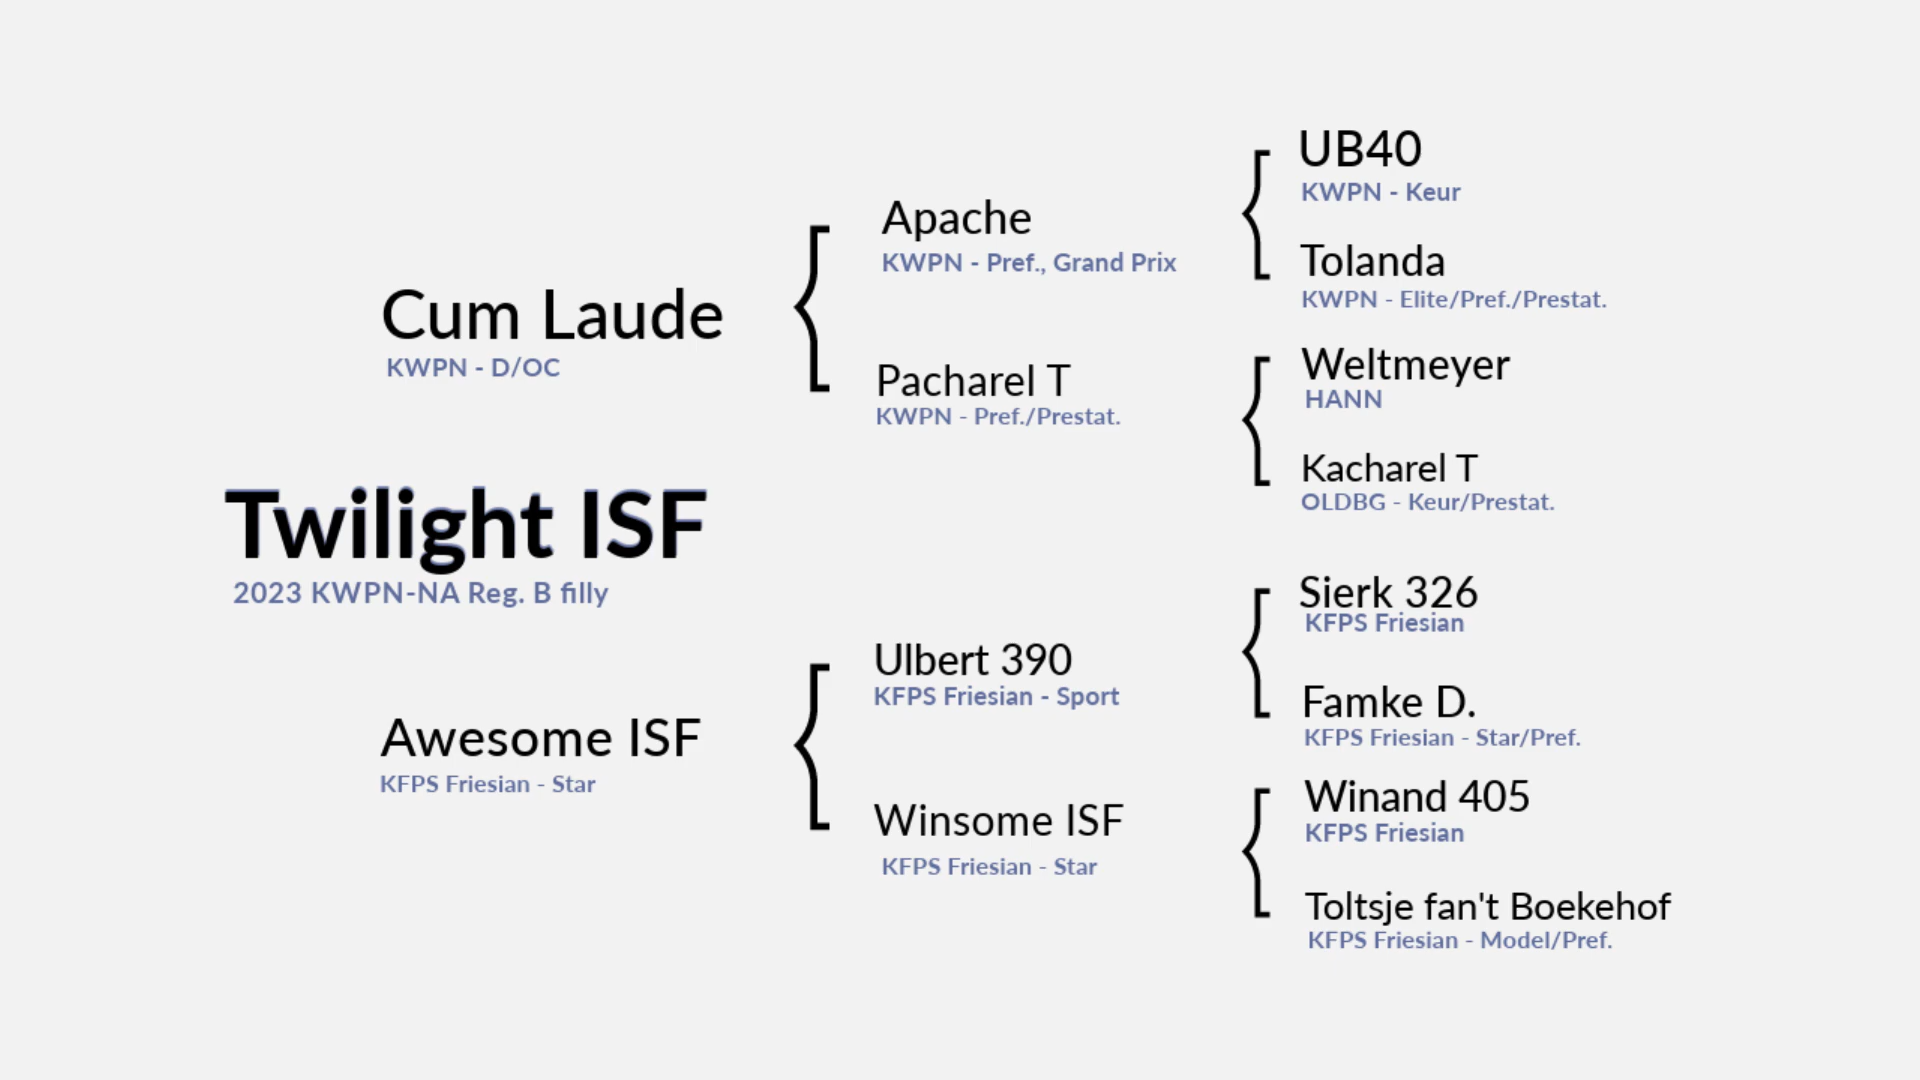 UB40
KWPN - Keur
Apache
KWPN - Pref., Grand Prix
Tolanda
KWPN - Elite/Pref./Prestat.
Cum Laude
KWPN - D/OC
Weltmeyer
HANN
Pacharel T
KWPN - Pref./Prestat.
Kacharel T
OLDBG - Keur/Prestat.
Twilight ISF
2023 KWPN-NA Reg. B filly
Sierk 326
KFPS Friesian
Ulbert 390
KFPS Friesian - Sport
Famke D.
KFPS Friesian - Star/Pref.
Awesome ISF
KFPS Friesian - Star
Winand 405
KFPS Friesian
Winsome ISF
KFPS Friesian - Star
Toltsje fan't Boekehof
KFPS Friesian - Model/Pref.